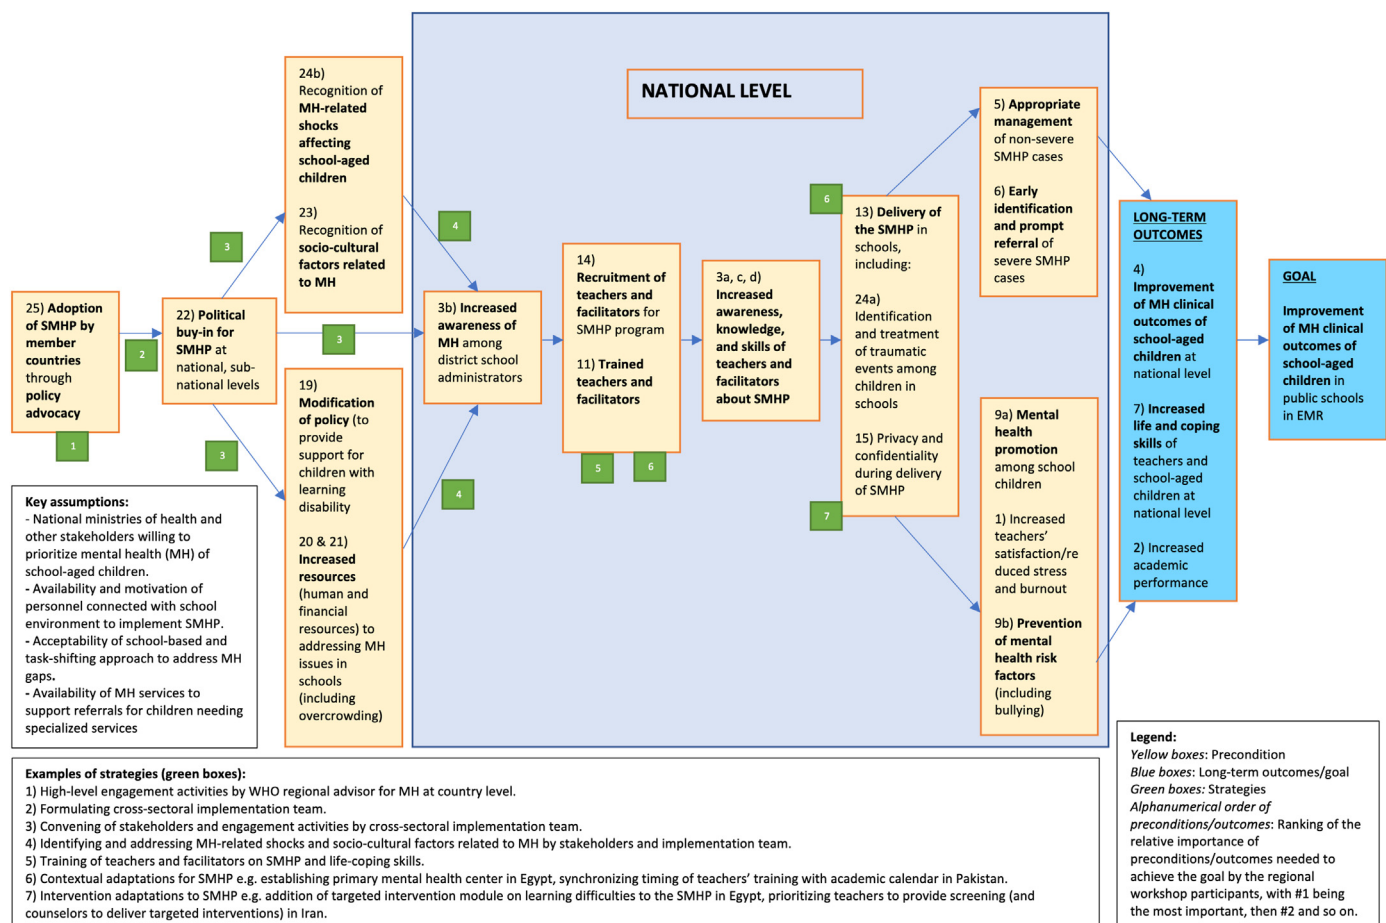 NATIONAL LEVEL
25) Adoption
of SMHP by
member
countries
through
policy
advocacy
1
2
22) Political
buy-in for
SMHP at
national, sub-
national levels
3
3
3
24b)
Recognition of
MH-related
shocks
affecting
school-aged
children
23)
Recognition of
socio-cultural
factors related
to MH
19)
Modification
of policy (to
provide
support for
children with
learning
disability
20 & 21)
Increased
resources
(human and
financial
resources) to
addressing MH
issues in
schools
(including
overcrowding)
4
4
3b) Increased
awareness of
MH among
district school
administrators
14)
Recruitment of
teachers and
facilitators for
SMHP program
11) Trained
teachers and
facilitators
5
6
3a, c, d)
Increased
awareness,
knowledge,
and skills of
teachers and
facilitators
about SMHP
6
13) Delivery of
the SMHP in
schools,
including:
24a)
Identification
and treatment
of traumatic
events among
children in
schools
15) Privacy and
confidentiality
during delivery
of SMHP
7
5) Appropriate
management
of non-severe
SMHP cases
6) Early
identification
and prompt
referral of
severe SMHP
cases
9a) Mental
health
promotion
among school
children
1) Increased
teachers’
satisfaction/re
duced stress
and burnout
9b) Prevention
of mental
health risk
factors
(including
bullying)
LONG-TERM
OUTCOMES
4)
Improvement
of MH clinical
outcomes of
school-aged
children at
national level
7) Increased
life and coping
skills of
teachers and
school-aged
children at
national level
2) Increased
academic
performance
GOAL
Improvement
of MH clinical
outcomes of
school-aged
children in
public schools
in EMR
Key assumptions:
- National ministries of health and
other stakeholders willing to
prioritize mental health (MH) of
school-aged children.
- Availability and motivation of
personnel connected with school
environment to implement SMHP.
- Acceptability of school-based and
task-shifting approach to address MH
gaps.
- Availability of MH services to
support referrals for children needing
specialized services
Examples of strategies (green boxes):
1) High-level engagement activities by WHO regional advisor for MH at country level.
2) Formulating cross-sectoral implementation team.
3) Convening of stakeholders and engagement activities by cross-sectoral implementation team.
4) Identifying and addressing MH-related shocks and socio-cultural factors related to MH by stakeholders and implementation team.
5) Training of teachers and facilitators on SMHP and life-coping skills.
6) Contextual adaptations for SMHP e.g. establishing primary mental health center in Egypt, synchronizing timing of teachers’ training with academic calendar in Pakistan.
7) Intervention adaptations to SMHP e.g. addition of targeted intervention module on learning difficulties to the SMHP in Egypt, prioritizing teachers to provide screening (and
counselors to deliver targeted interventions) in Iran.
Legend:
Yellow boxes: Precondition
Blue boxes: Long-term outcomes/goal
Green boxes: Strategies
Alphanumerical order of
preconditions/outcomes: Ranking of the
relative importance of
preconditions/outcomes needed to
achieve the goal by the regional
workshop participants, with #1 being
the most important, then #2 and so on.